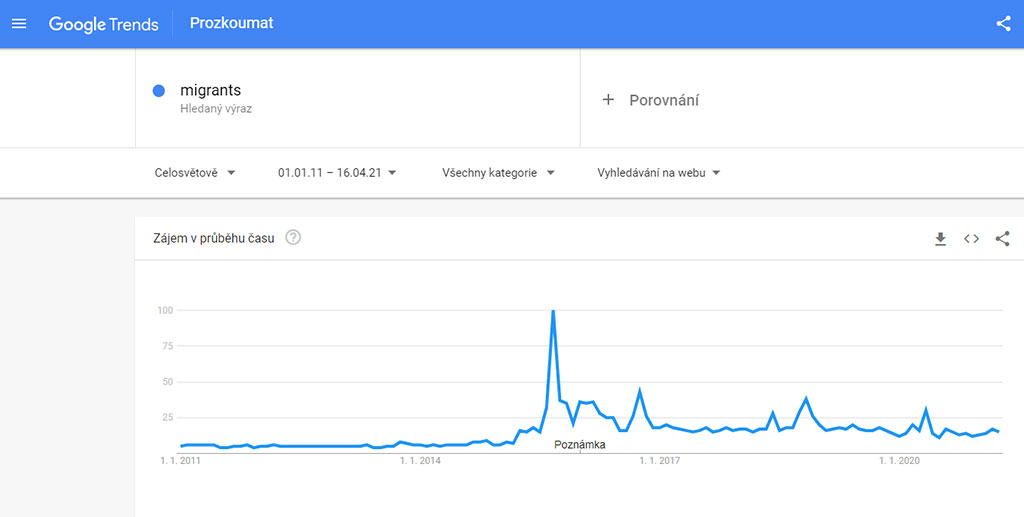 Google Trends Prozkoumat
migrants
Hledaný výraz
+ Porovnání
Celosvětově 01.01.11 – 16.04.21 Všechny kategorie Vyhledávání na webu
Zájem v průběhu času ?
100
75
50
25
Poznámka
1. 1. 2011 1. 1. 2014 1. 1. 2017 1. 1. 2020